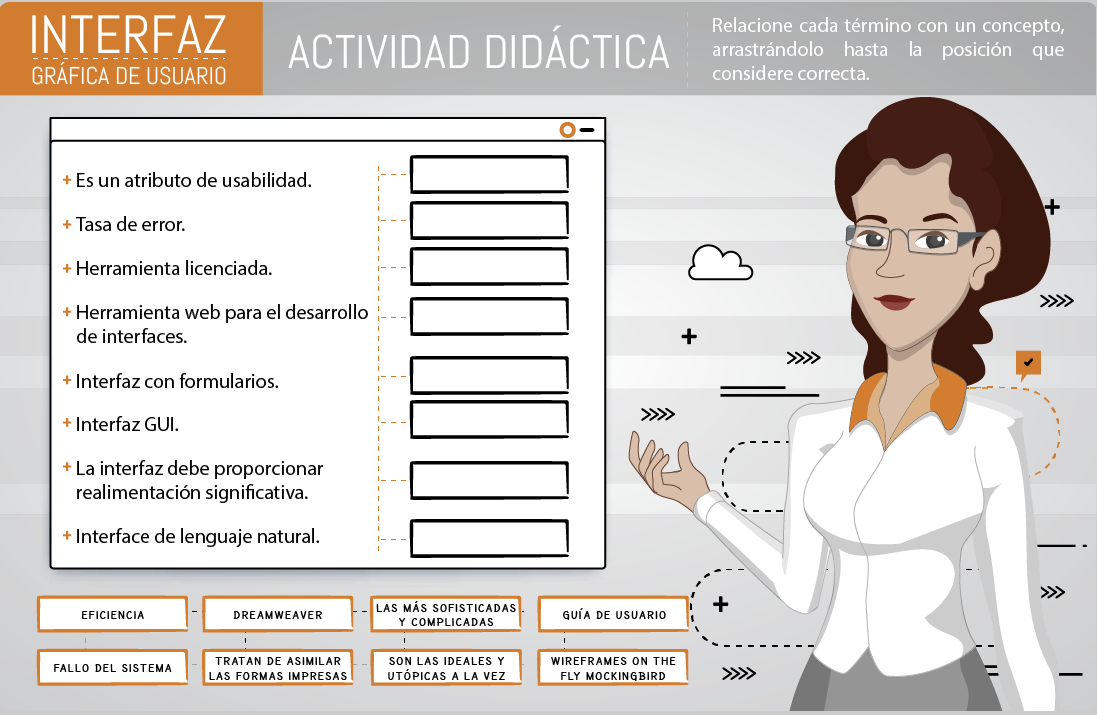 INTERFAZ
GRÁFICA DE USUARIO
ACTIVIDAD DIDÁCTICA
Relacione cada término con un concepto,
arrastrándolo hasta la posición que
considere correcta.
+ Es un atributo de usabilidad.
+ Tasa de error.
+ Herramienta licenciada.
+ Herramienta web para el desarrollo
de interfaces.
+ Interfaz con formularios.
+ Interfaz GUI.
+ La interfaz debe proporcionar
realimentación significativa.
+ Interface de lenguaje natural.
EFICIENCIA
DREAMWEAVER
LAS MÁS SOFISTICADAS
Y COMPLICADAS
GUÍA DE USUARIO
FALLO DEL SISTEMA
TRATAN DE ASIMILAR
LAS FORMAS IMPRESAS
SON LAS IDEALES Y
UTÓPICAS A LA VEZ
WIREFRAMES ON THE
FLY MOCKINGBIRD